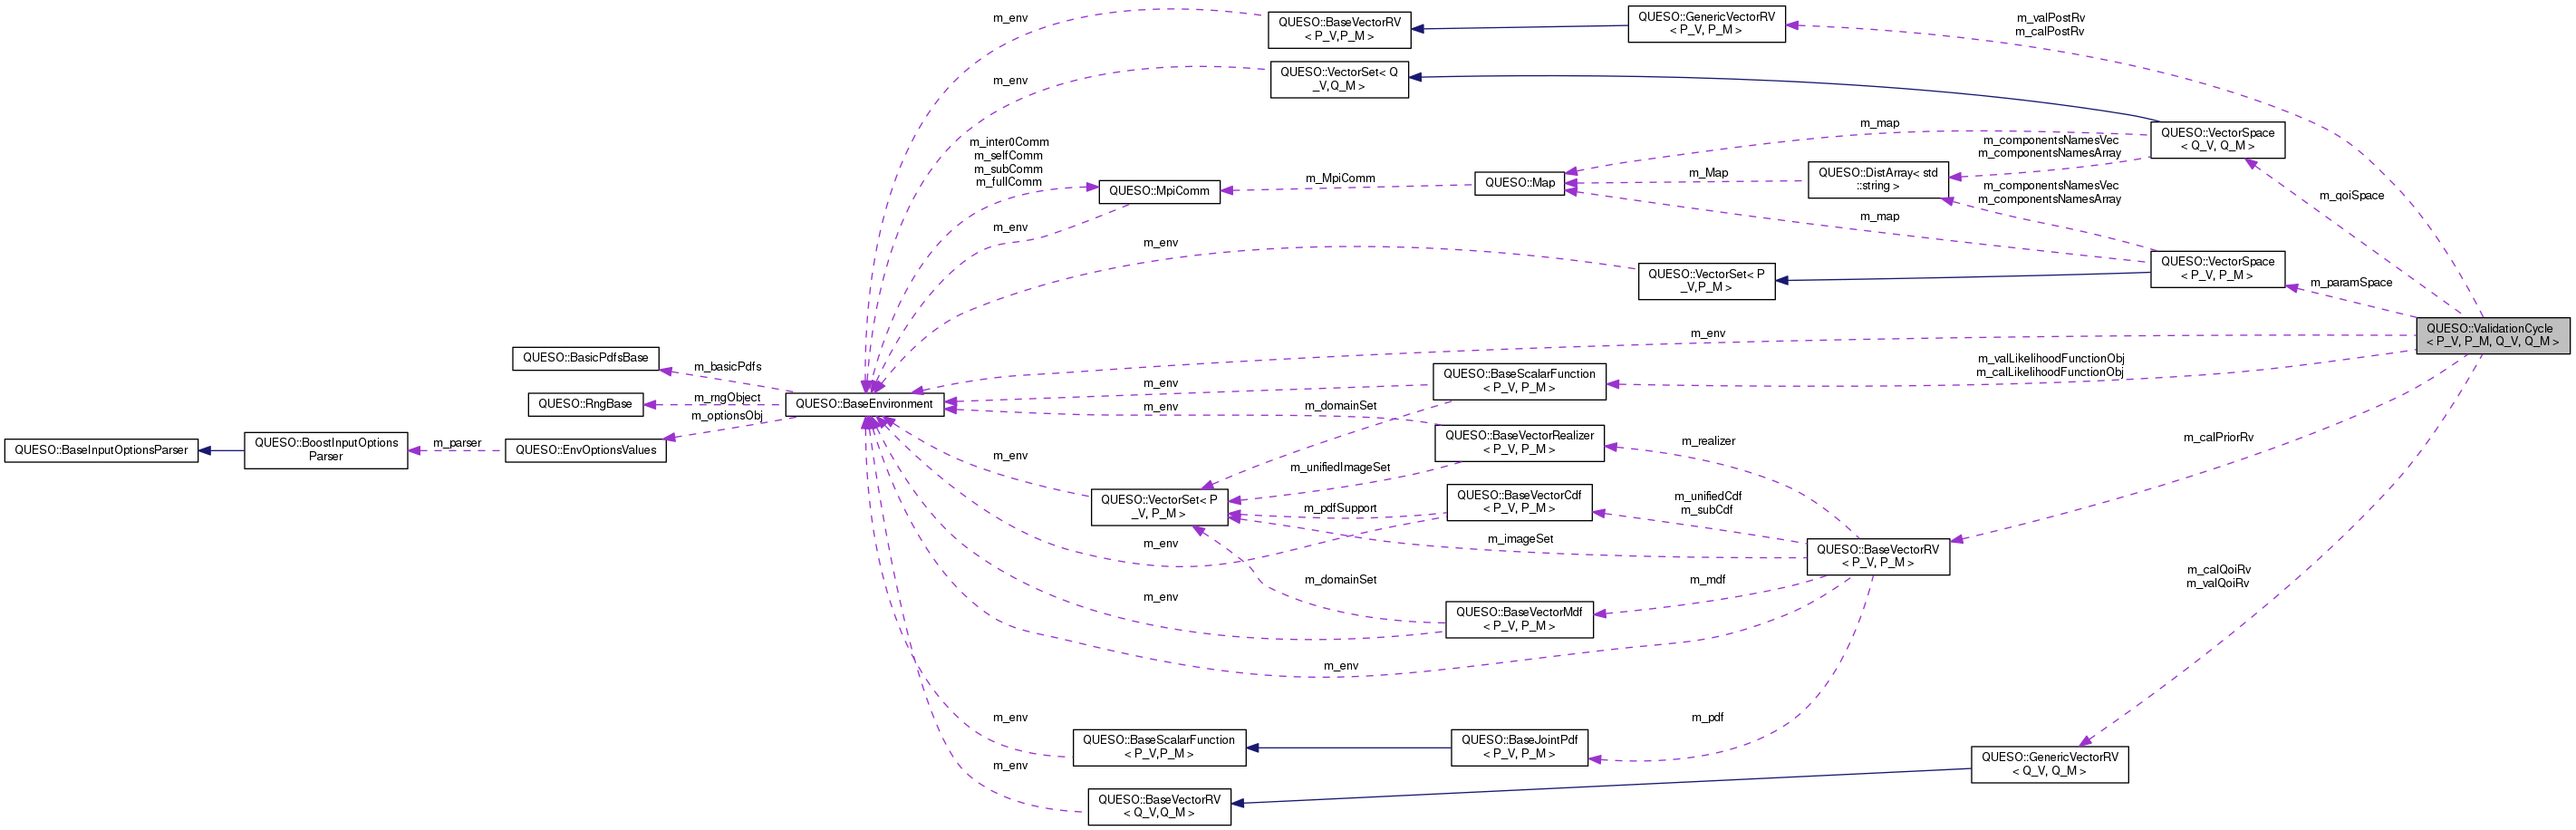 m_env
QUESO::BaseVectorRV
< P_V,P_M >
QUESO::GenericVectorRV
< P_V, P_M >
m_valPostRv
m_calPostRv
m_env
QUESO::VectorSet< Q
_V,Q_M >
m_inter0Comm
m_selfComm
m_subComm
m_fullComm
QUESO::MpiComm
m_MpiComm
QUESO::Map
m_map
m_Map
m_map
QUESO::DistArray< std
::string >
m_componentsNamesVec
m_componentsNamesArray
m_componentsNamesVec
m_componentsNamesArray
QUESO::VectorSpace
< Q_V, Q_M >
m_qoiSpace
m_env
m_env
QUESO::VectorSet< P
_V,P_M >
QUESO::VectorSpace
< P_V, P_M >
m_paramSpace
m_env
QUESO::ValidationCycle
< P_V, P_M, Q_V, Q_M >
QUESO::BasicPdfsBase
m_basicPdfs
QUESO::RngBase
m_rngObject
m_optionsObj
QUESO::BaseEnvironment
QUESO::BaseInputOptionsParser
QUESO::BoostInputOptions
Parser
m_parser
QUESO::EnvOptionsValues
m_env
m_env
QUESO::BaseScalarFunction
< P_V, P_M >
m_valLikelihoodFunctionObj
m_calLikelihoodFunctionObj
m_domainSet
QUESO::BaseVectorRealizer
< P_V, P_M >
m_realizer
m_calPriorRv
m_env
m_unifiedImageSet
QUESO::VectorSet< P
_V, P_M >
m_pdfSupport
QUESO::BaseVectorCdf
< P_V, P_M >
m_unifiedCdf
m_subCdf
m_env
m_imageSet
QUESO::BaseVectorRV
< P_V, P_M >
m_domainSet
m_mdf
m_env
QUESO::BaseVectorMdf
< P_V, P_M >
m_calQoiRv
m_valQoiRv
m_env
m_env
QUESO::BaseScalarFunction
< P_V,P_M >
QUESO::BaseJointPdf
< P_V, P_M >
m_pdf
m_env
QUESO::BaseVectorRV
< Q_V,Q_M >
QUESO::GenericVectorRV
< Q_V, Q_M >